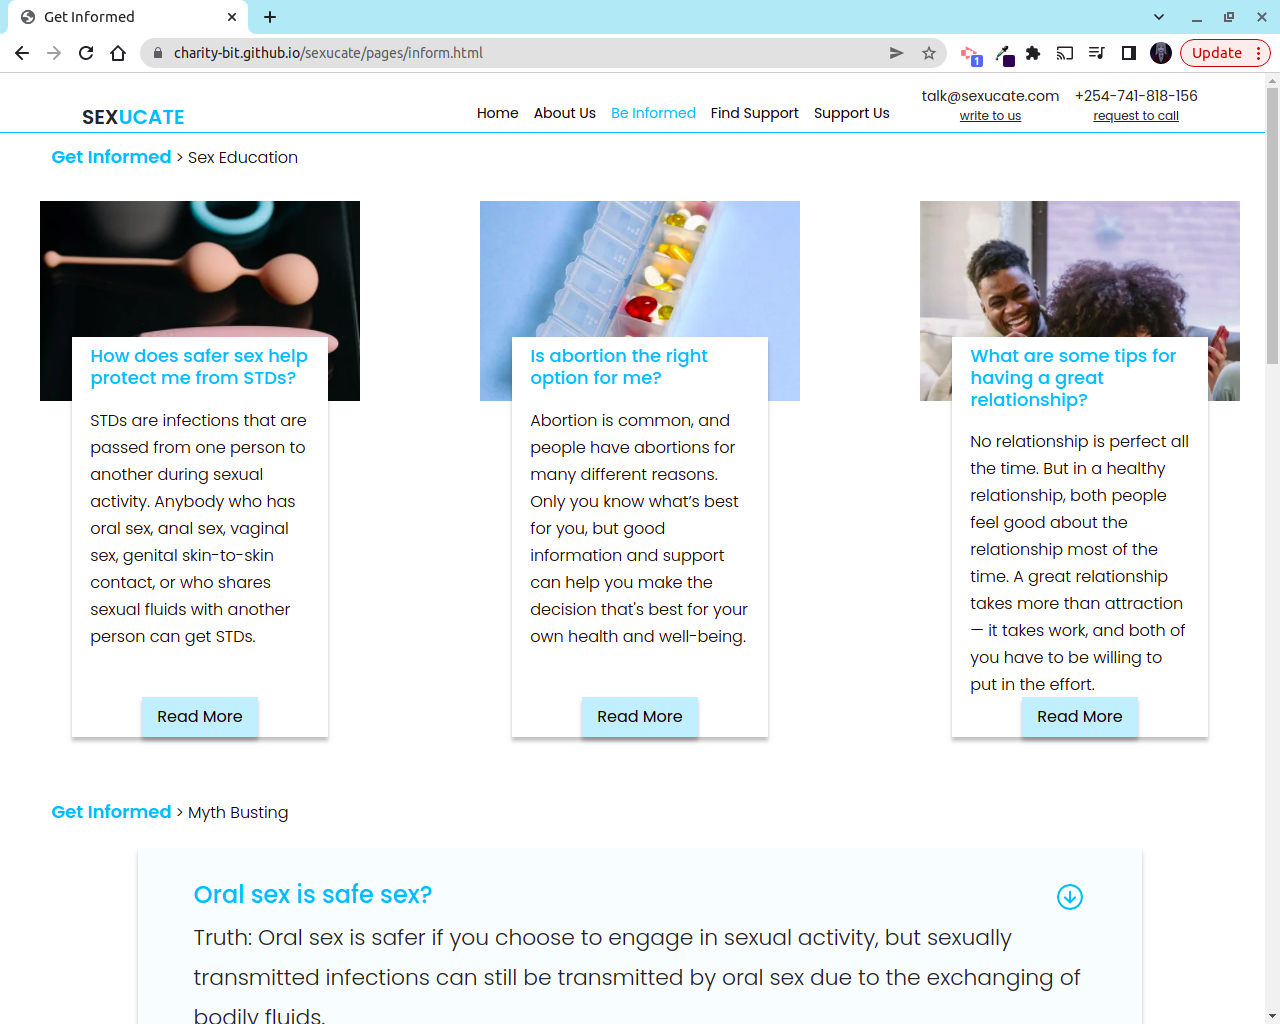 Get Informed
charity-bit.github.io/sexucate/pages/inform.html
1
Update
SEXUCATE
Home
About Us
Be Informed
Find Support
Support Us
talk@sexucate.com
write to us
+254-741-818-156
request to call
Get Informed > Sex Education
How does safer sex help
protect me from STDs?
STDs are infections that are
passed from one person to
another during sexual
activity. Anybody who has
oral sex, anal sex, vaginal
sex, genital skin-to-skin
contact, or who shares
sexual fluids with another
person can get STDs.
Read More
Is abortion the right
option for me?
Abortion is common, and
people have abortions for
many different reasons.
Only you know what’s best
for you, but good
information and support
can help you make the
decision that's best for your
own health and well-being.
Read More
What are some tips for
having a great
relationship?
No relationship is perfect all
the time. But in a healthy
relationship, both people
feel good about the
relationship most of the
time. A great relationship
takes more than attraction
— it takes work, and both of
you have to be willing to
put in the effort.
Read More
Get Informed > Myth Busting
Oral sex is safe sex?
Truth: Oral sex is safer if you choose to engage in sexual activity, but sexually
transmitted infections can still be transmitted by oral sex due to the exchanging of
bodily fluids.